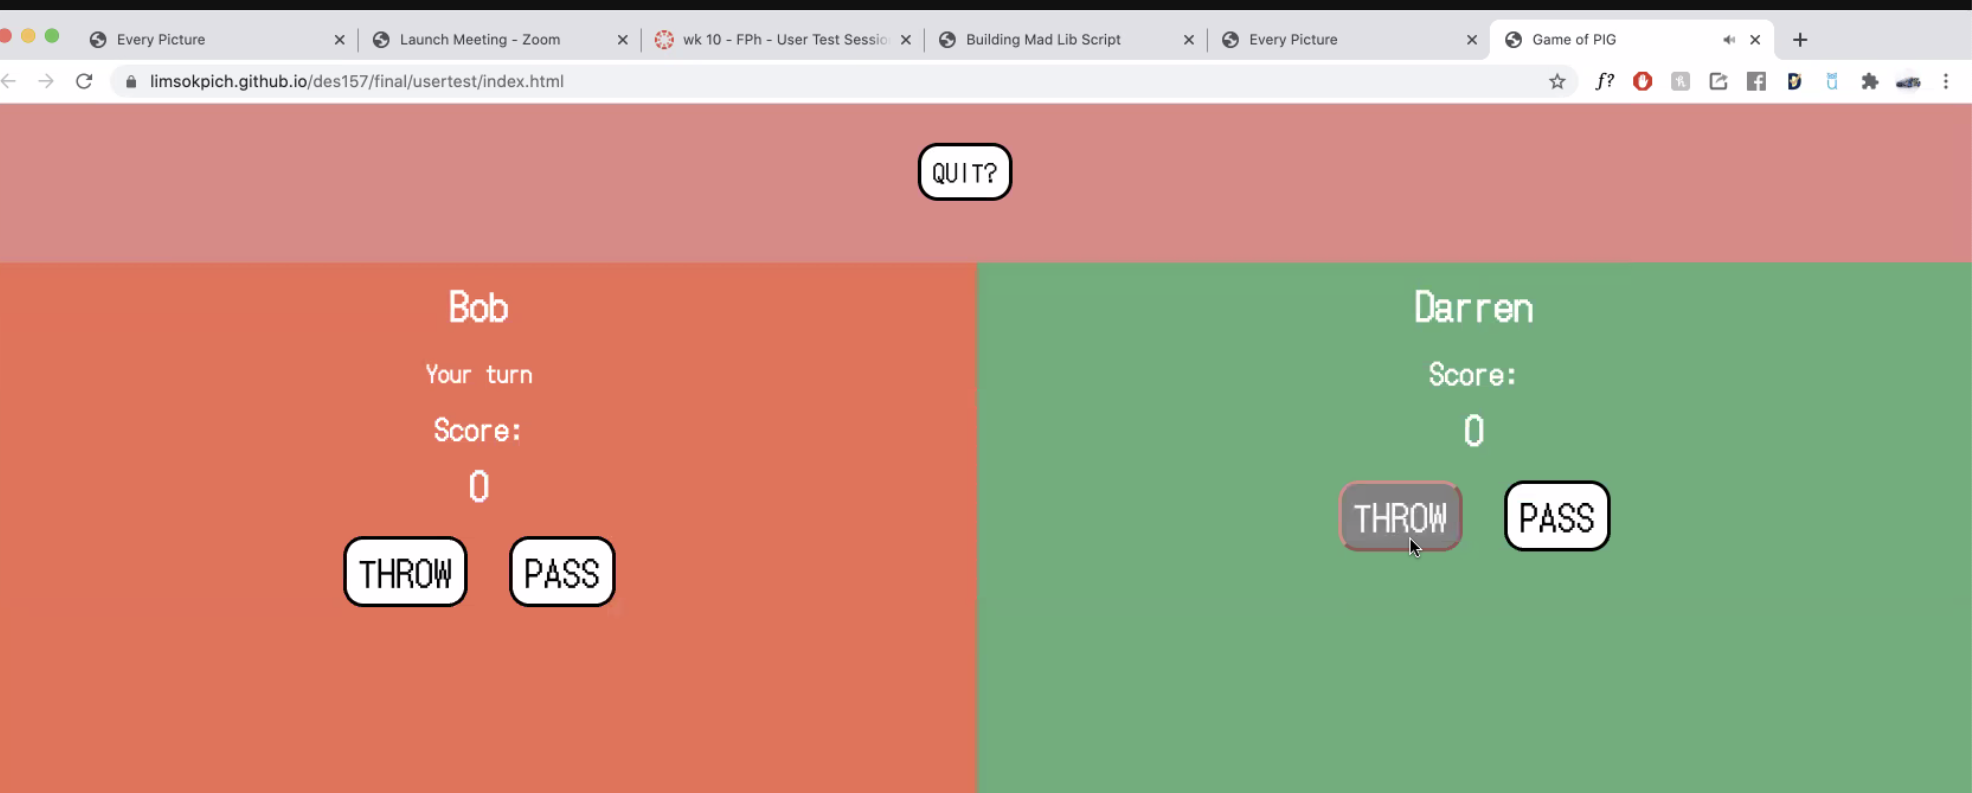 Every Picture
Launch Meeting - Zoom
wk 10 - FPh - User Test Sessio
Building Mad Lib Script
Every Picture
Game of PIG
limsokpich.github.io/des157/final/usertest/index.html
f?
QUIT?
Bob
Your turn
Score:
0
THROW
PASS
Darren
Score:
0
THROW
PASS